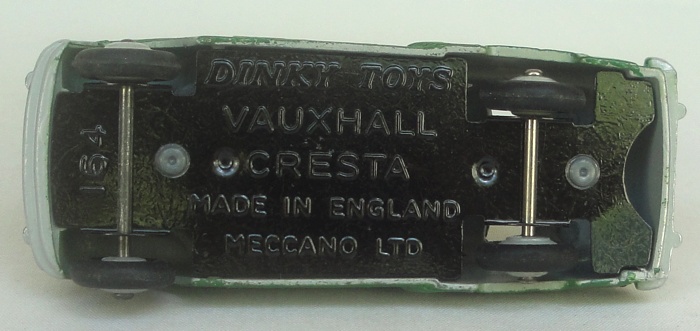 DINKY TOYS
VAUXHALL
CRESTA
MADE IN ENGLAND
MECCANO LTD
164